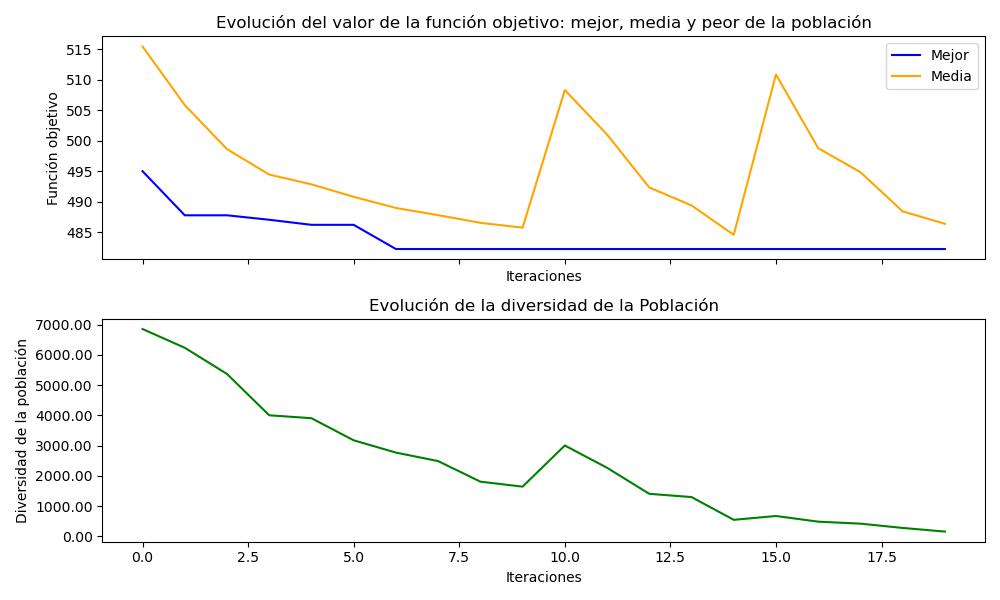 Evolución del valor de la función objetivo: mejor, media y peor de la población
Función objetivo
515
510
505
500
495
490
485
Mejor
Media
Iteraciones
Evolución de la diversidad de la Población
Diversidad de la población
7000.00
6000.00
5000.00
4000.00
3000.00
2000.00
1000.00
0.00
0.0 2.5 5.0 7.5 10.0 12.5 15.0 17.5
Iteraciones